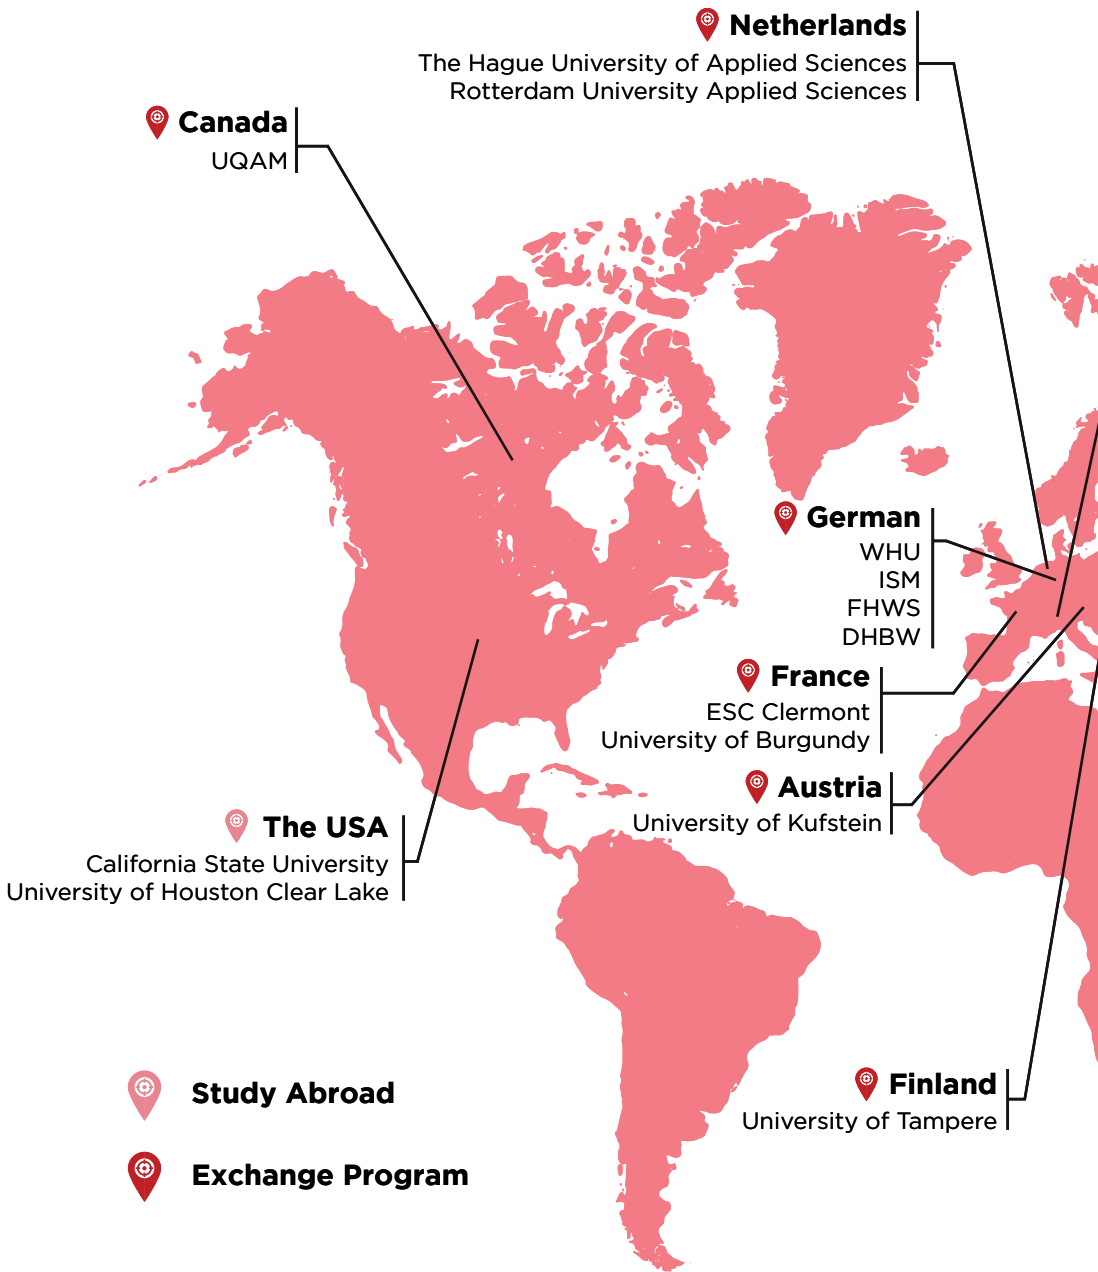 Netherlands
The Hague University of Applied Sciences
Rotterdam University Applied Sciences
Canada
UQAM
German
WHU
ISM
FHWS
DHBW
France
ESC Clermont
University of Burgundy
Austria
University of Kufstein
The USA
California State University
University of Houston Clear Lake
Finland
University of Tampere
Study Abroad
Exchange Program